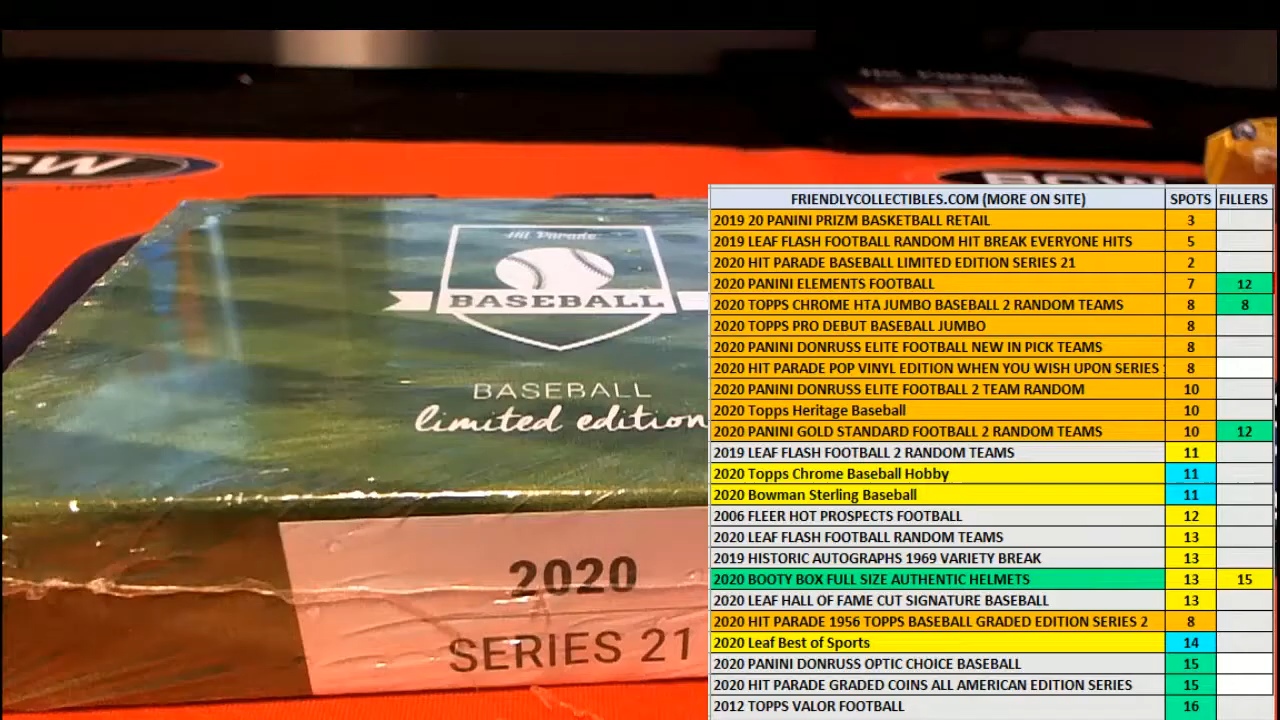 Hit Parade
CW
BCW
Hit Parade
BASEBALL
BASEBALL
limited edition
2020
SERIES 21
FRIENDLYCOLLECTIBLES.COM (MORE ON SITE) SPOTS FILLERS
2019 20 PANINI PRIZM BASKETBALL RETAIL 3
2019 LEAF FLASH FOOTBALL RANDOM HIT BREAK EVERYONE HITS 5
2020 HIT PARADE BASEBALL LIMITED EDITION SERIES 21 2
2020 PANINI ELEMENTS FOOTBALL 7 12
2020 TOPPS CHROME HTA JUMBO BASEBALL 2 RANDOM TEAMS 8 8
2020 TOPPS PRO DEBUT BASEBALL JUMBO 8
2020 PANINI DONRUSS ELITE FOOTBALL NEW IN PICK TEAMS 8
2020 HIT PARADE POP VINYL EDITION WHEN YOU WISH UPON SERIES 8
2020 PANINI DONRUSS ELITE FOOTBALL 2 TEAM RANDOM 10
2020 Topps Heritage Baseball 10
2020 PANINI GOLD STANDARD FOOTBALL 2 RANDOM TEAMS 10 12
2019 LEAF FLASH FOOTBALL 2 RANDOM TEAMS 11
2020 Topps Chrome Baseball Hobby 11
2020 Bowman Sterling Baseball 11
2006 FLEER HOT PROSPECTS FOOTBALL 12
2020 LEAF FLASH FOOTBALL RANDOM TEAMS 13
2019 HISTORIC AUTOGRAPHS 1969 VARIETY BREAK 13
2020 BOOTY BOX FULL SIZE AUTHENTIC HELMETS 13 15
2020 LEAF HALL OF FAME CUT SIGNATURE BASEBALL 13
2020 HIT PARADE 1956 TOPPS BASEBALL GRADED EDITION SERIES 2 8
2020 Leaf Best of Sports 14
2020 PANINI DONRUSS OPTIC CHOICE BASEBALL 15
2020 HIT PARADE GRADED COINS ALL AMERICAN EDITION SERIES 15
2012 TOPPS VALOR FOOTBALL 16